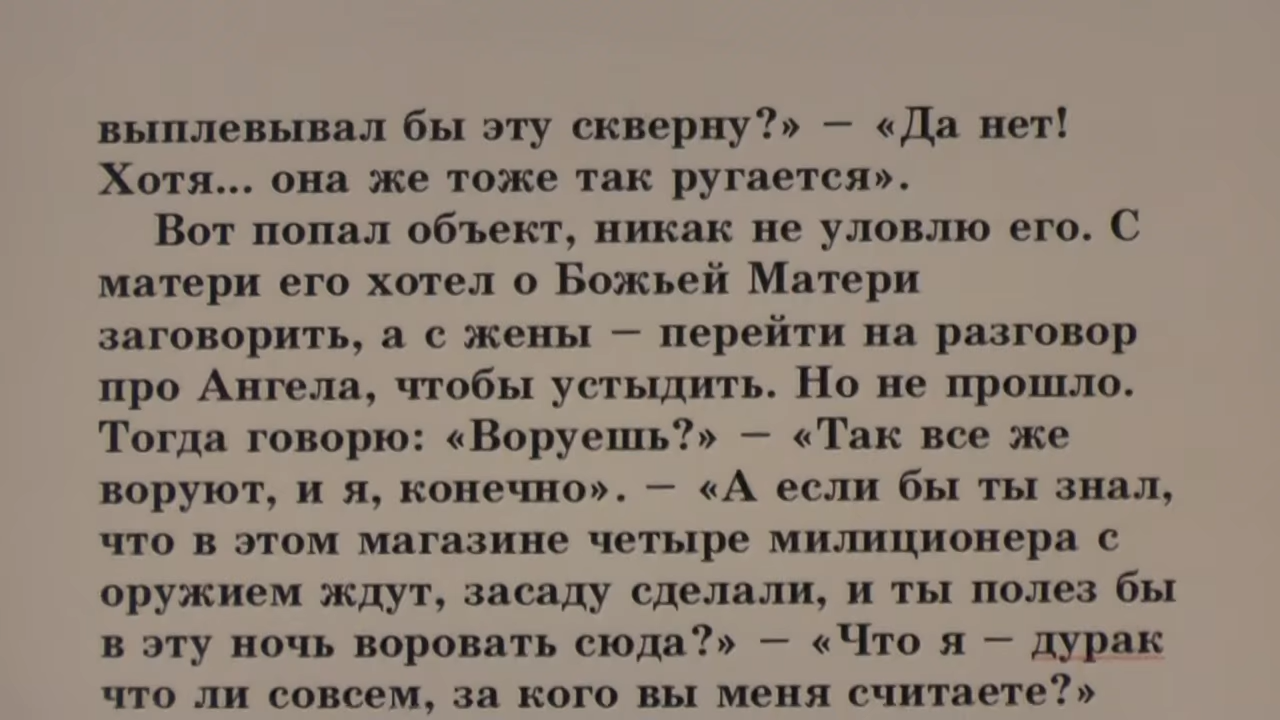 выплевывал бы эту скверну?» – «Да нет!
Хотя... она же тоже так ругается».
Вот попал объект, никак не уловлю его. С
матери его хотел о Божьей Матери
заговорить, а с жены – перейти на разговор
про Ангела, чтобы устыдить. Но не прошло.
Тогда говорю: «Воруешь?» – «Так все же
воруют, и я, конечно». – «А если бы ты знал,
что в этом магазине четыре милиционера с
оружием ждут, засаду сделали, и ты полез бы
в эту ночь воровать сюда?» – «Что я – дурак
что ли совсем, за кого вы меня считаете?»